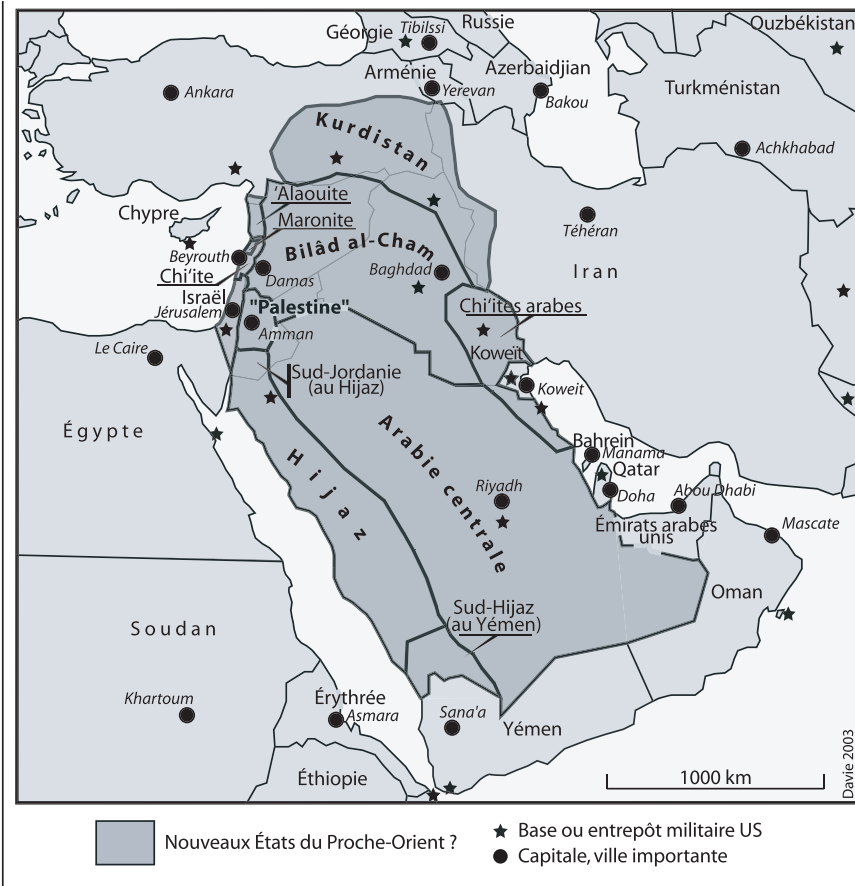 Ouzbékistan
Géorgie
Tibilssi
Russie
Arménie
Azerbaidjian
Yerevan
Bakou
Turkménistan
Ankara
Achkhabad
Kurdistan
'Alaouite
Chypre
Maronite
Téhéran
Beyrouth
Bilâd al-Cham
Iran
Chi'ite
Damas
Baghdad
Israël
"Palestine"
Chi'ites arabes
Jérusalem
Amman
Le Caire
Koweït
Sud-Jordanie
(au Hijaz)
Koweit
Égypte
Hijaz
Arabie centrale
Bahrein
Manama
Qatar
Riyadh
Doha
Abou Dhabi
Émirats arabes
unis
Mascate
Oman
Sud-Hijaz
(au Yémen)
Soudan
Khartoum
Érythrée
Asmara
Sana'a
Yémen
Éthiopie
1000 km
Davie 2003
Nouveaux États du Proche-Orient ?
Base ou entrepôt militaire US
Capitale, ville importante